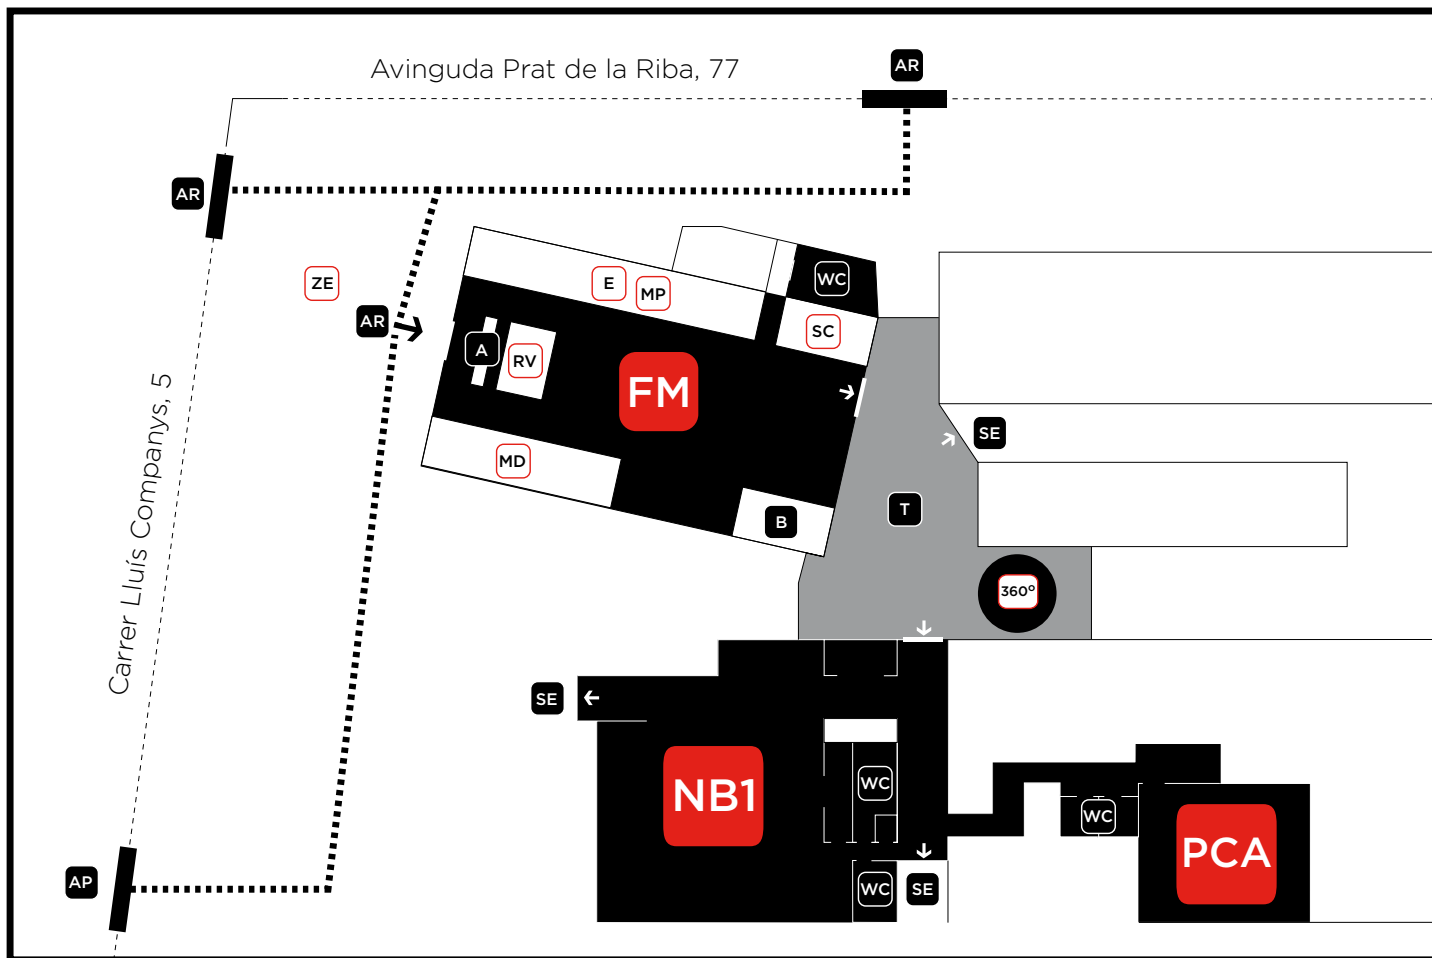 AR
Avinguda Prat de la Riba, 77
AR
ZE
E
MP
WC
AR
SC
A
RV
FM
Carrer Lluís Companys, 5
SE
MD
T
B
360º
SE
NB1
WC
WC
PCA
AP
WC
SE